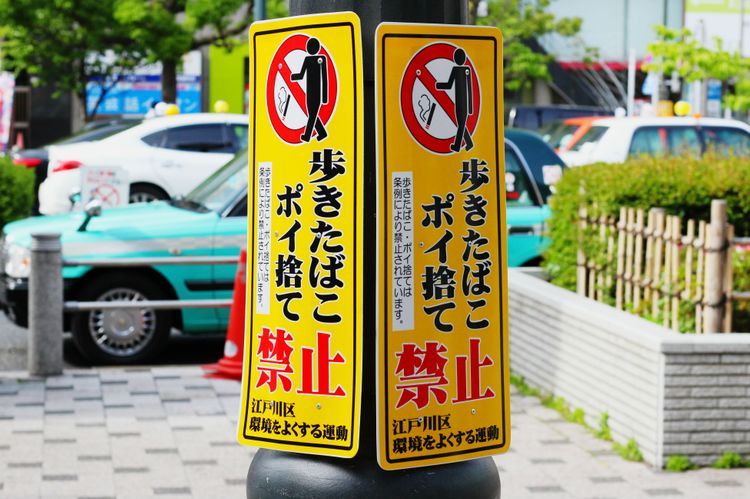 歩きたばこ
ポイ捨て
禁止
歩きたばこ・ポイ捨ては
条例により禁止されています。
江戸川区
環境をよくする運動
歩きたばこ
ポイ捨て
禁止
歩きたばこ・ポイ捨ては
条例により禁止されています。
江戸川区
環境をよくする運動